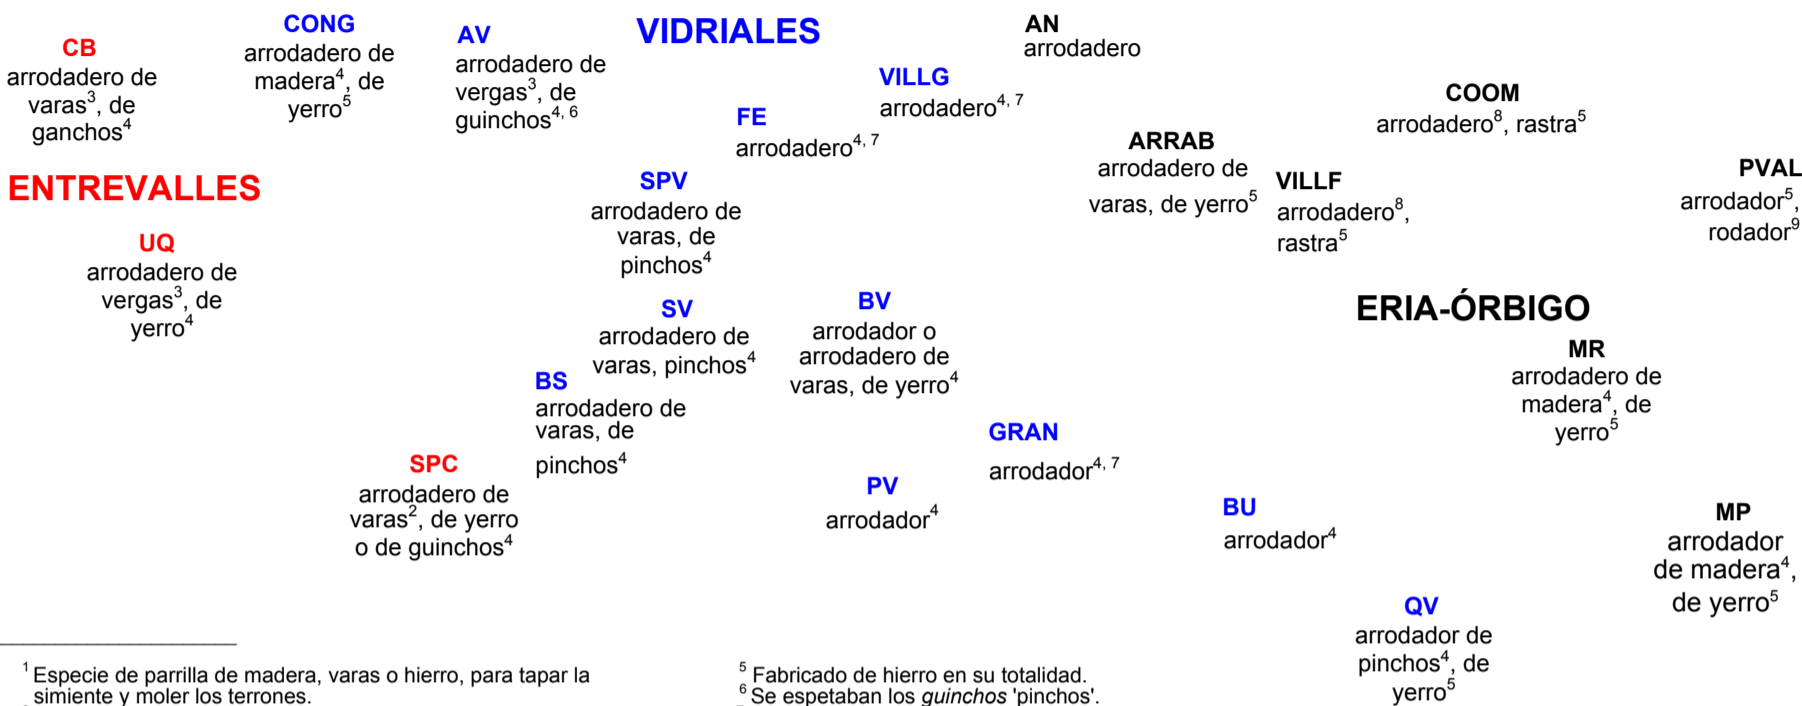 CB
arrodadero de
varas³, de
ganchos⁴
CONG
arrodadero de
madera⁴, de
yerro⁵
AV
arrodadero de
vergas³, de
guinchos⁴, ⁶
VIDRIALES
FE
arrodadero⁴, ⁷
VILLG
arrodadero⁴, ⁷
AN
arrodadero
ARRAB
arrodadero de
varas, de yerro⁵
COOM
arrodadero⁸, rastra⁵
VILLF
arrodadero⁸,
rastra⁵
PVAL
arrodador⁵,
rodador⁹
ENTREVALLES
UQ
arrodadero de
vergas³, de
yerro⁴
SPV
arrodadero de
varas, de
pinchos⁴
SV
arrodadero de
varas, pinchos⁴
BV
arrodador o
arrodadero de
varas, de yerro⁴
ERIA-ÓRBIGO
MR
arrodadero de
madera⁴, de
yerro⁵
BS
arrodadero de
varas, de
pinchos⁴
GRAN
arrodador⁴, ⁷
SPC
arrodadero de
varas², de yerro
o de guinchos⁴
PV
arrodador⁴
BU
arrodador⁴
MP
arrodador
de madera⁴,
de yerro⁵
QV
arrodador de
pinchos⁴, de
yerro⁵
¹ Especie de parrilla de madera, varas o hierro, para tapar la
simiente y moler los terrones.
⁵ Fabricado de hierro en su totalidad.
⁶ Se espetaban los guinchos 'pinchos'.